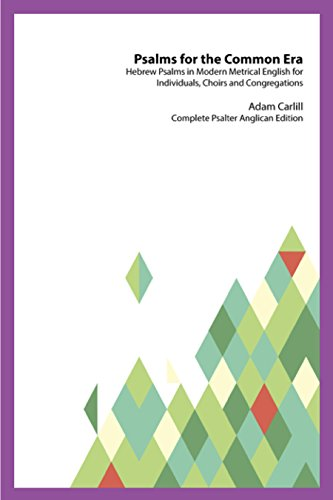 Psalms for the Common Era
Hebrew Psalms in Modern Metrical English for
Individuals, Choirs and Congregations
Adam Carlill
Complete Psalter Anglican Edition